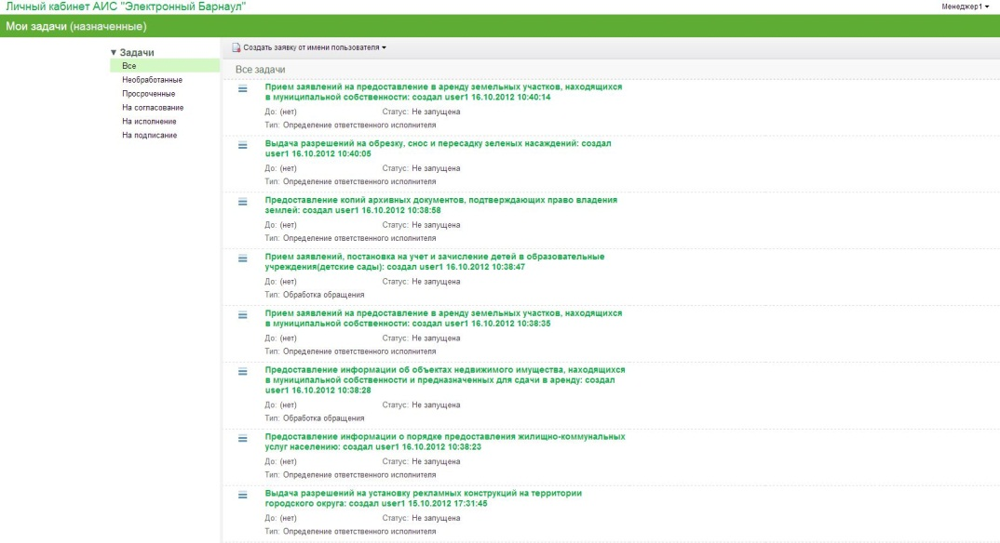 Личный кабинет АИС "Электронный Барнаул"
Менеджер1
Мои задачи (назначенные)
Задачи
Все
Необработанные
Просроченные
На согласование
На исполнение
На подписание
Создать заявку от имени пользователя
Все задачи
Прием заявлений на предоставление в аренду земельных участков, находящихся
в муниципальной собственности: создал user1 16.10.2012 10:40:14
До: (нет) Статус: Не запущена
Тип: Определение ответственного исполнителя
Выдача разрешений на обрезку, снос и пересадку зеленых насаждений: создал
user1 16.10.2012 10:40:05
До: (нет) Статус: Не запущена
Тип: Определение ответственного исполнителя
Предоставление копий архивных документов, подтверждающих право владения
землей: создал user1 16.10.2012 10:38:58
До: (нет) Статус: Не запущена
Тип: Определение ответственного исполнителя
Прием заявлений, постановка на учет и зачисление детей в образовательные
учреждения(детские сады): создал user1 16.10.2012 10:38:47
До: (нет) Статус: Не запущена
Тип: Обработка обращения
Прием заявлений на предоставление в аренду земельных участков, находящихся
в муниципальной собственности: создал user1 16.10.2012 10:38:35
До: (нет) Статус: Не запущена
Тип: Определение ответственного исполнителя
Предоставление информации об объектах недвижимого имущества, находящихся
в муниципальной собственности и предназначенных для сдачи в аренду: создал
user1 16.10.2012 10:38:28
До: (нет) Статус: Не запущена
Тип: Обработка обращения
Предоставление информации о порядке предоставления жилищно-коммунальных
услуг населению: создал user1 16.10.2012 10:38:23
До: (нет) Статус: Не запущена
Тип: Определение ответственного исполнителя
Выдача разрешений на установку рекламных конструкций на территории
городского округа: создал user1 15.10.2012 17:31:45
До: (нет) Статус: Не запущена
Тип: Определение ответственного исполнителя